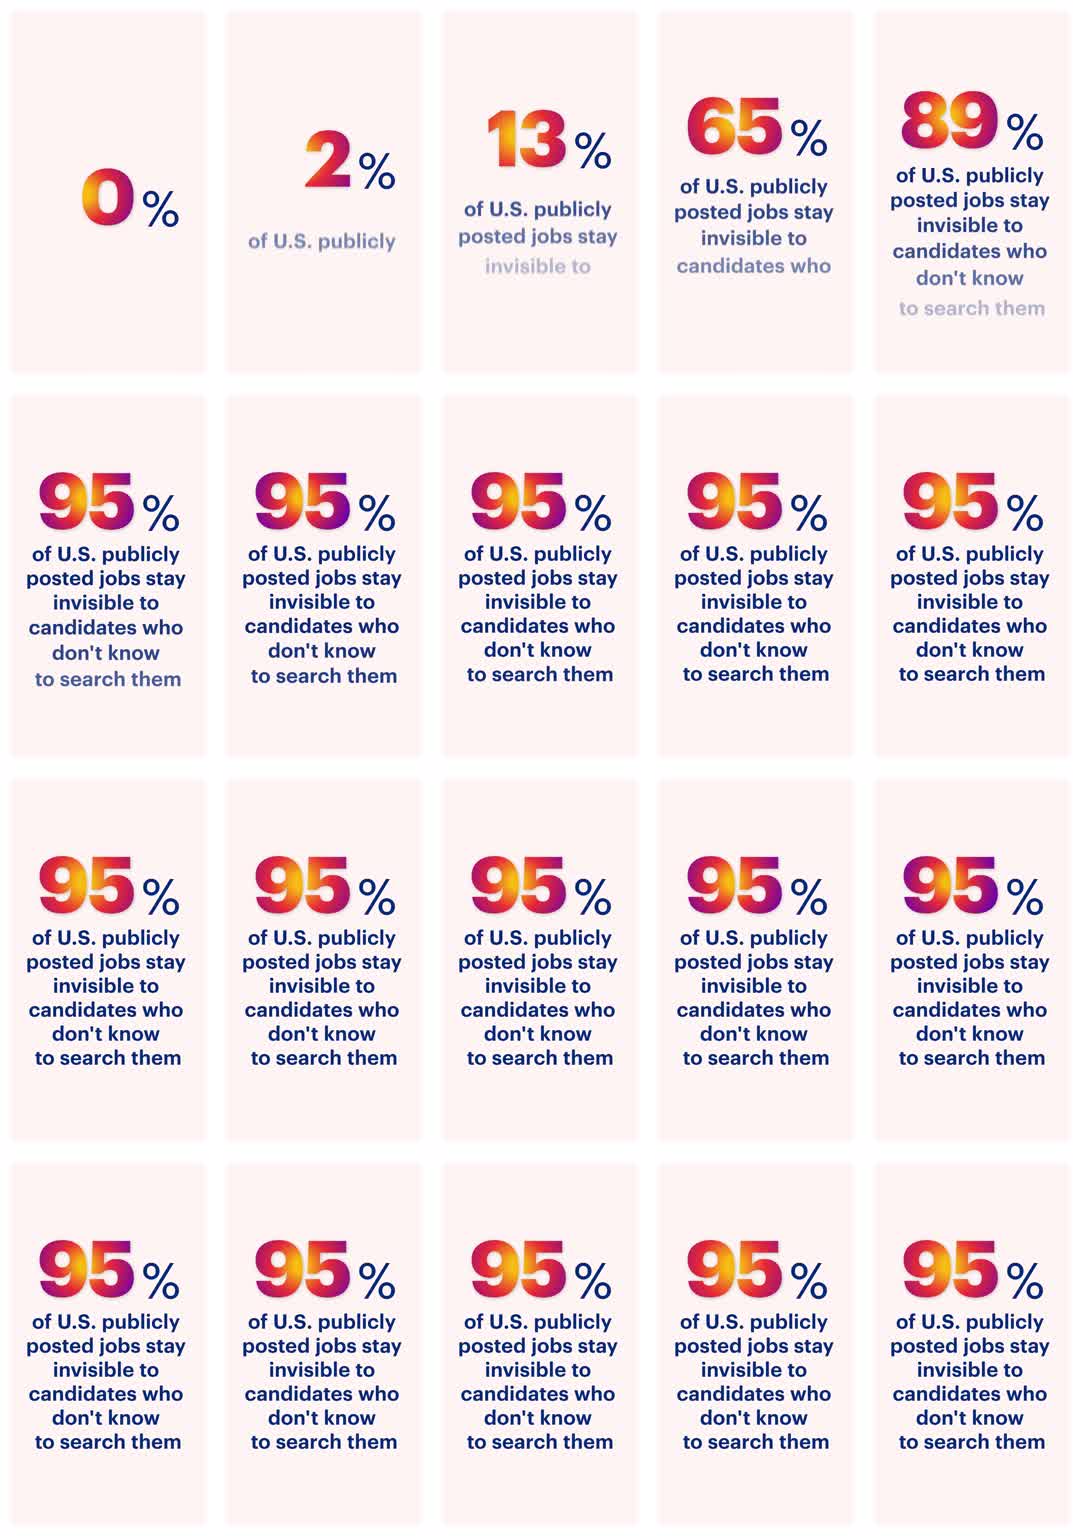 0%
2%
of U.S. publicly
13%
of U.S. publicly
posted jobs stay
invisible to
65%
of U.S. publicly
posted jobs stay
invisible to
candidates who
89%
of U.S. publicly
posted jobs stay
invisible to
candidates who
don't know
to search them
95%
of U.S. publicly
posted jobs stay
invisible to
candidates who
don't know
to search them
95%
of U.S. publicly
posted jobs stay
invisible to
candidates who
don't know
to search them
95%
of U.S. publicly
posted jobs stay
invisible to
candidates who
don't know
to search them
95%
of U.S. publicly
posted jobs stay
invisible to
candidates who
don't know
to search them
95%
of U.S. publicly
posted jobs stay
invisible to
candidates who
don't know
to search them
95%
of U.S. publicly
posted jobs stay
invisible to
candidates who
don't know
to search them
95%
of U.S. publicly
posted jobs stay
invisible to
candidates who
don't know
to search them
95%
of U.S. publicly
posted jobs stay
invisible to
candidates who
don't know
to search them
95%
of U.S. publicly
posted jobs stay
invisible to
candidates who
don't know
to search them
95%
of U.S. publicly
posted jobs stay
invisible to
candidates who
don't know
to search them
95%
of U.S. publicly
posted jobs stay
invisible to
candidates who
don't know
to search them
95%
of U.S. publicly
posted jobs stay
invisible to
candidates who
don't know
to search them
95%
of U.S. publicly
posted jobs stay
invisible to
candidates who
don't know
to search them
95%
of U.S. publicly
posted jobs stay
invisible to
candidates who
don't know
to search them
95%
of U.S. publicly
posted jobs stay
invisible to
candidates who
don't know
to search them